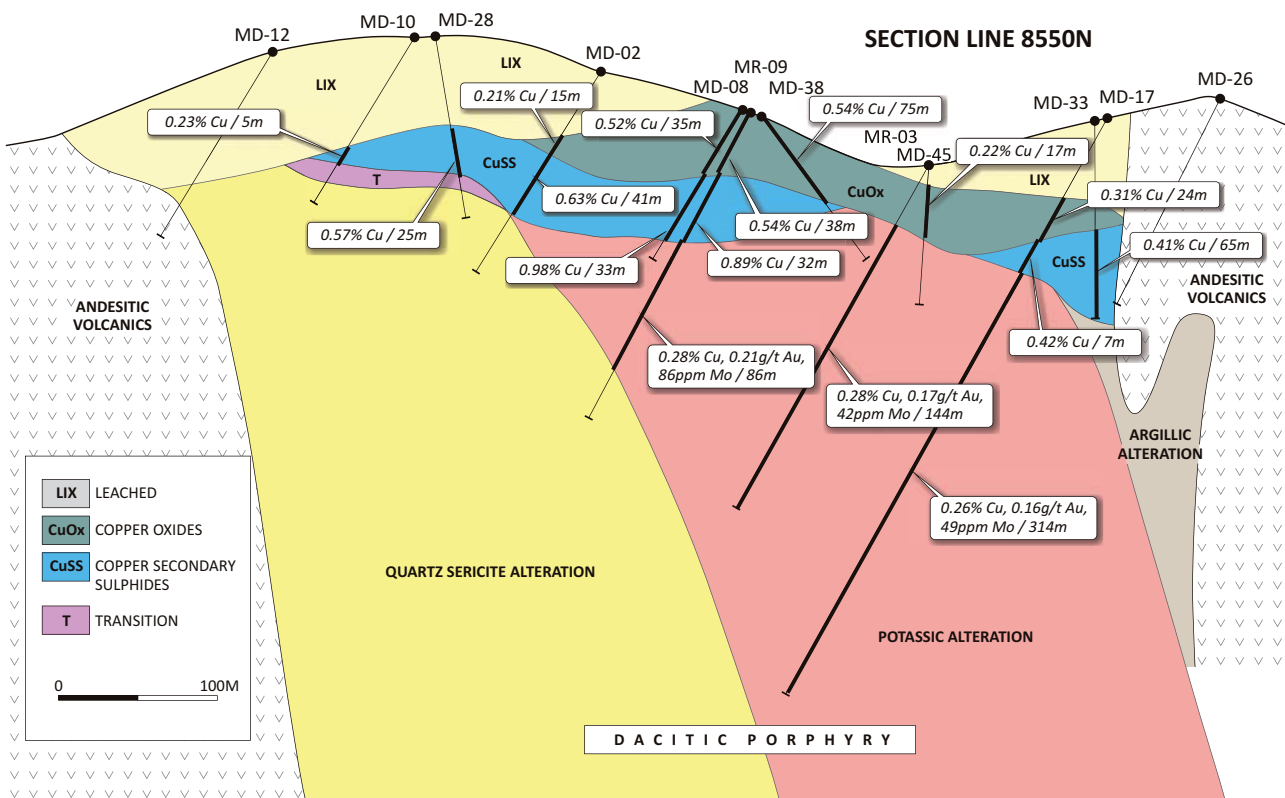 SECTION LINE 8550N
MD-12
MD-10
MD-28
MD-02
MR-09
MD-08
MD-38
MR-03
MD-45
MD-33
MD-17
MD-26
LIX
LIX
LIX
0.23% Cu / 5m
0.21% Cu / 15m
0.52% Cu / 35m
0.54% Cu / 75m
0.22% Cu / 17m
0.31% Cu / 24m
0.41% Cu / 65m
CuSS
T
CuOx
CuSS
0.57% Cu / 25m
0.63% Cu / 41m
0.54% Cu / 38m
0.98% Cu / 33m
0.89% Cu / 32m
0.42% Cu / 7m
ANDESITIC
VOLCANICS
ANDESITIC
VOLCANICS
0.28% Cu, 0.21g/t Au,
86ppm Mo / 86m
0.28% Cu, 0.17g/t Au,
42ppm Mo / 144m
0.26% Cu, 0.16g/t Au,
49ppm Mo / 314m
ARGILLIC
ALTERATION
QUARTZ SERICITE ALTERATION
POTASSIC ALTERATION
DACITIC PORPHYRY
LIX LEACHED
CuOx COPPER OXIDES
CuSS COPPER SECONDARY
SULPHIDES
T TRANSITION
0 100M